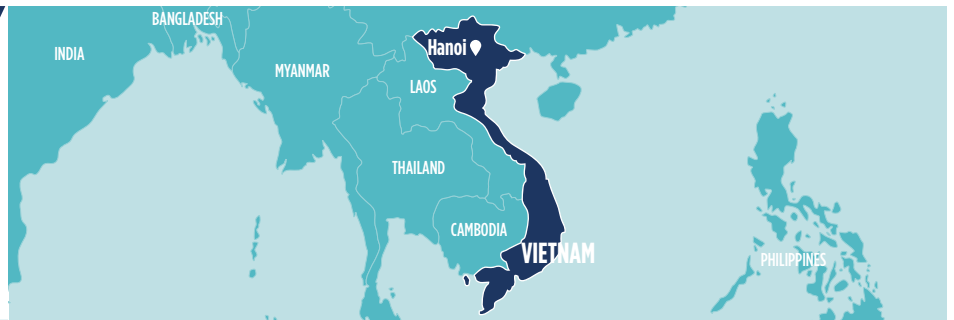 BANGLADESH
INDIA
Hanoi
MYANMAR
LAOS
THAILAND
CAMBODIA
VIETNAM
PHILIPPINES